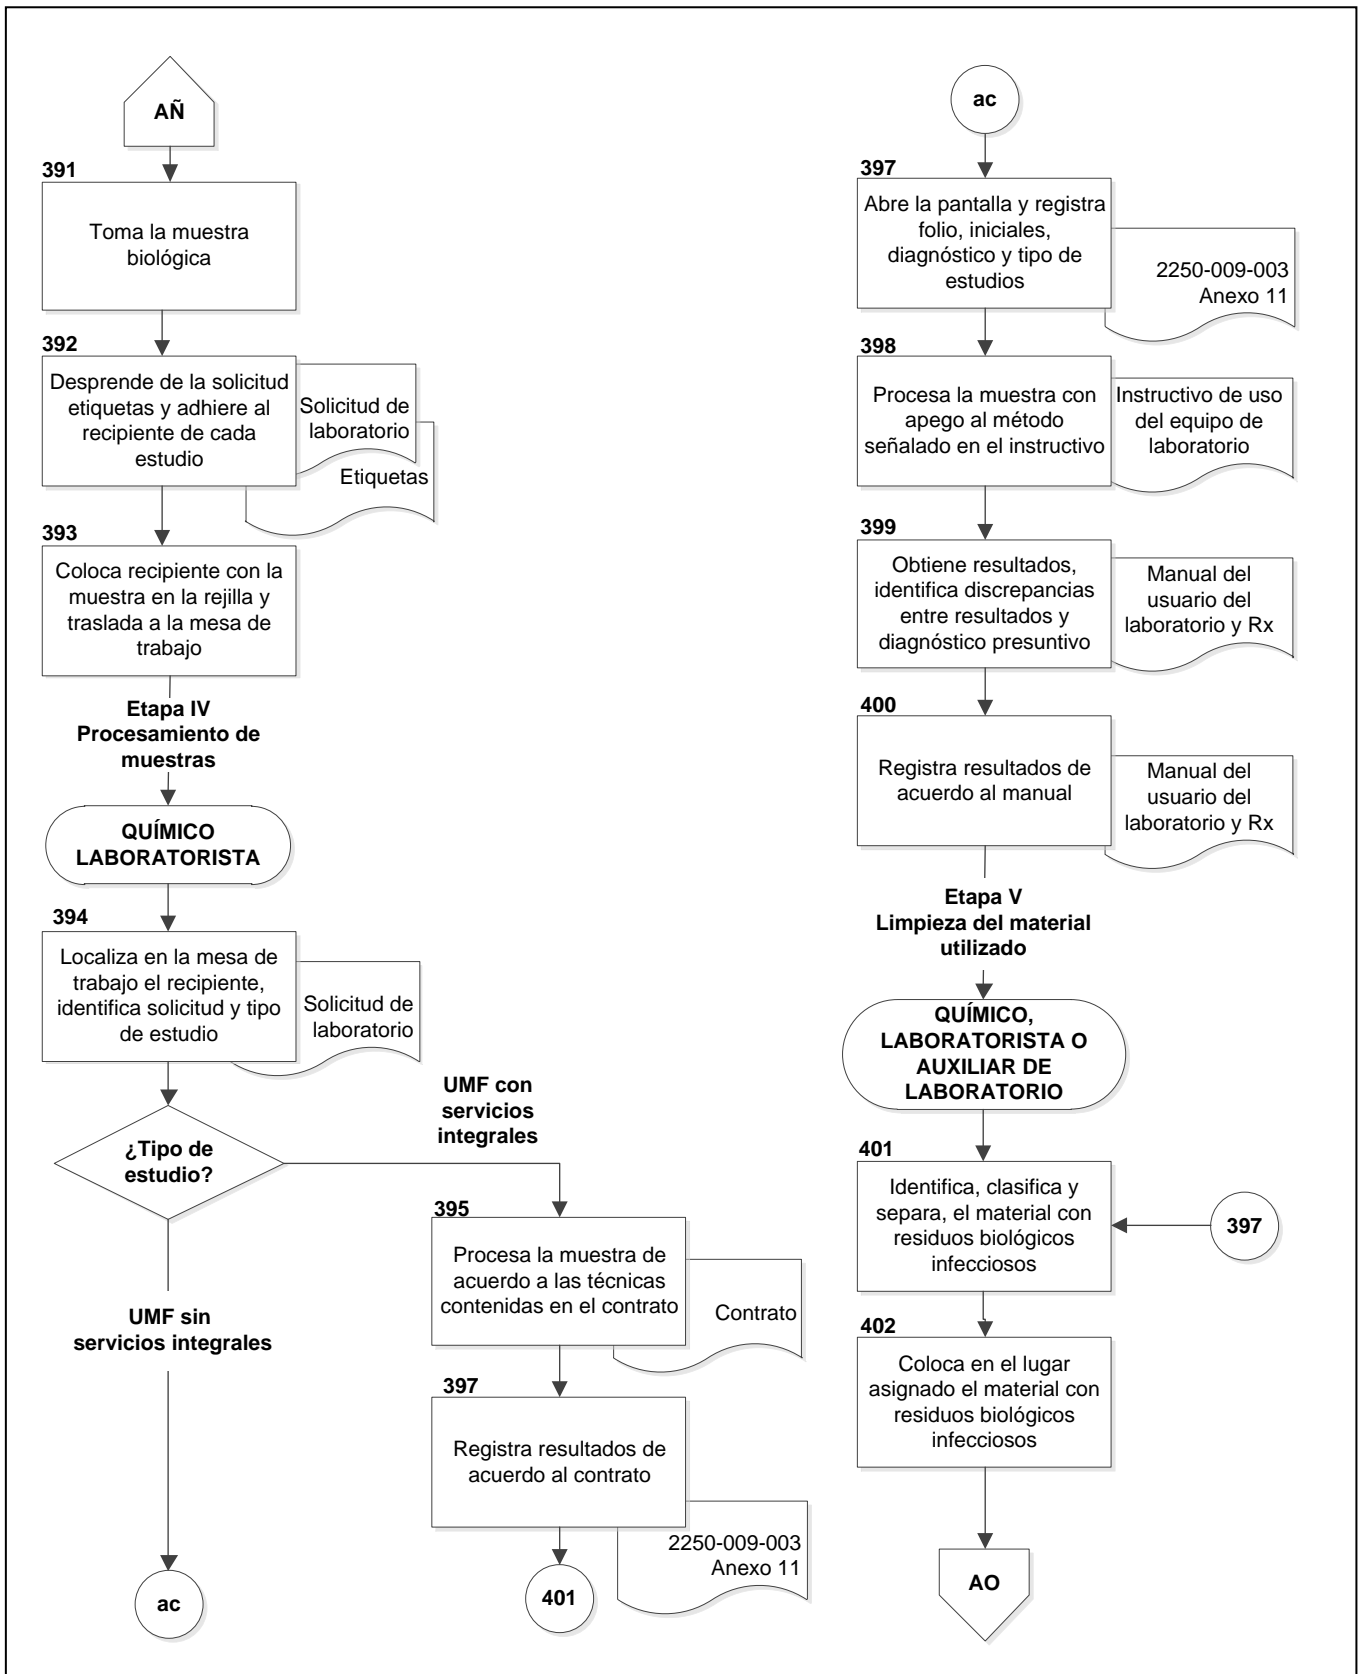 AÑ
391
Toma la muestra
biológica
392
Desprende de la solicitud
etiquetas y adhiere al
recipiente de cada
estudio
Solicitud de
laboratorio
Etiquetas
393
Coloca recipiente con la
muestra en la rejilla y
traslada a la mesa de
trabajo
Etapa IV
Procesamiento de
muestras
QUÍMICO
LABORATORISTA
394
Localiza en la mesa de
trabajo el recipiente,
identifica solicitud y tipo
de estudio
Solicitud de
laboratorio
¿Tipo de
estudio?
UMF con
servicios
integrales
UMF sin
servicios integrales
ac
395
Procesa la muestra de
acuerdo a las técnicas
contenidas en el contrato
Contrato
397
Registra resultados de
acuerdo al contrato
2250-009-003
Anexo 11
401
ac
397
Abre la pantalla y registra
folio, iniciales,
diagnóstico y tipo de
estudios
2250-009-003
Anexo 11
398
Procesa la muestra con
apego al método
señalado en el instructivo
Instructivo de uso
del equipo de
laboratorio
399
Obtiene resultados,
identifica discrepancias
entre resultados y
diagnóstico presuntivo
Manual del
usuario del
laboratorio y Rx
400
Registra resultados de
acuerdo al manual
Manual del
usuario del
laboratorio y Rx
Etapa V
Limpieza del material
utilizado
QUÍMICO,
LABORATORISTA O
AUXILIAR DE
LABORATORIO
401
Identifica, clasifica y
separa, el material con
residuos biológicos
infecciosos
397
402
Coloca en el lugar
asignado el material con
residuos biológicos
infecciosos
AO